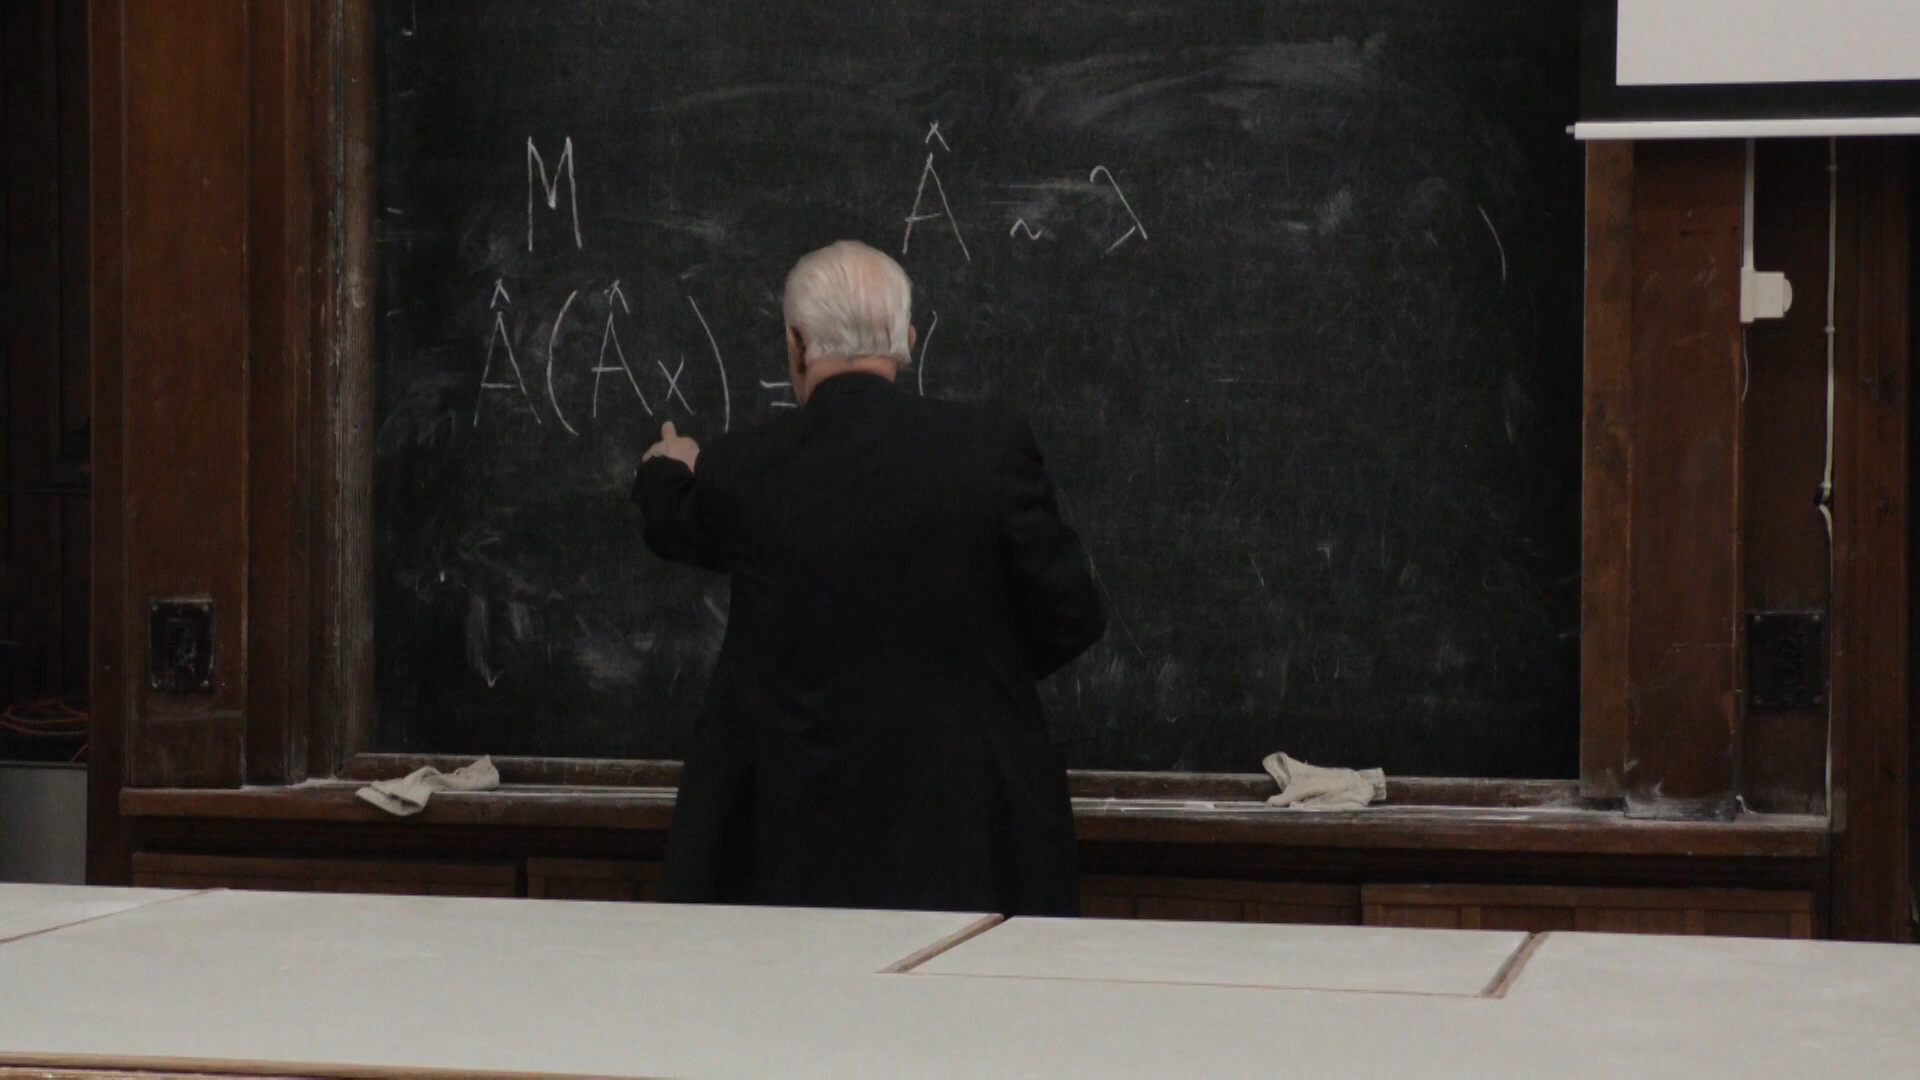 M Â ~ λ
Â(Âx) = (